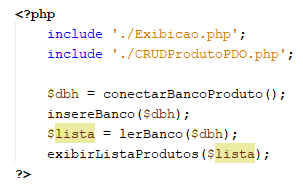 <?php
include './Exibicao.php';
include './CRUDProdutoPDO.php';
$dbh = conectarBancoProduto();
insereBanco($dbh);
$lista = lerBanco($dbh);
exibirListaProdutos($lista);
?>